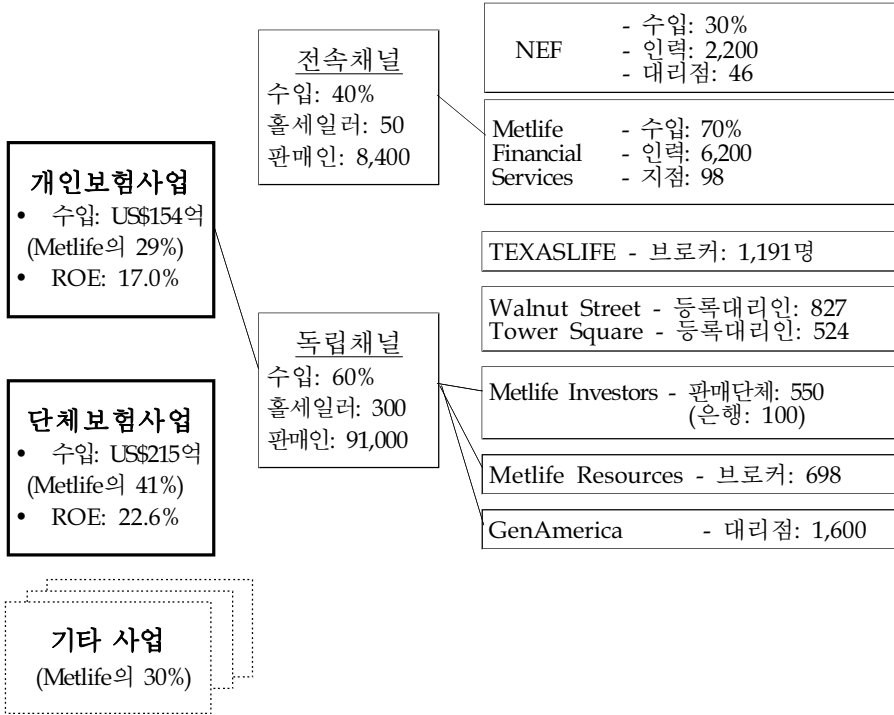 개인보험사업
• 수입: US$154억
(Metlife의 29%)
• ROE: 17.0%
단체보험사업
• 수입: US$215억
(Metlife의 41%)
• ROE: 22.6%
기타 사업
(Metlife의 30%)
전속채널
수입: 40%
홀세일러: 50
판매인: 8,400
독립채널
수입: 60%
홀세일러: 300
판매인: 91,000
NEF - 수입: 30%
- 인력: 2,200
- 대리점: 46
Metlife - 수입: 70%
Financial - 인력: 6,200
Services - 지점: 98
TEXASLIFE - 브로커: 1,191명
Walnut Street - 등록대리인: 827
Tower Square - 등록대리인: 524
Metlife Investors - 판매단체: 550
(은행: 100)
Metlife Resources - 브로커: 698
GenAmerica - 대리점: 1,600